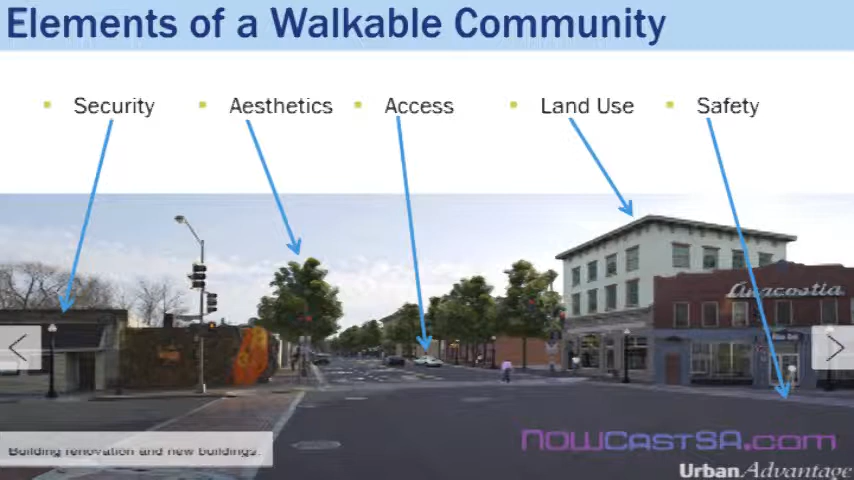 Elements of a Walkable Community
Security
Aesthetics
Access
Land Use
Safety
Anacostia
Building renovation and new buildings.
NOWCASTSA.com
UrbanAdvantage